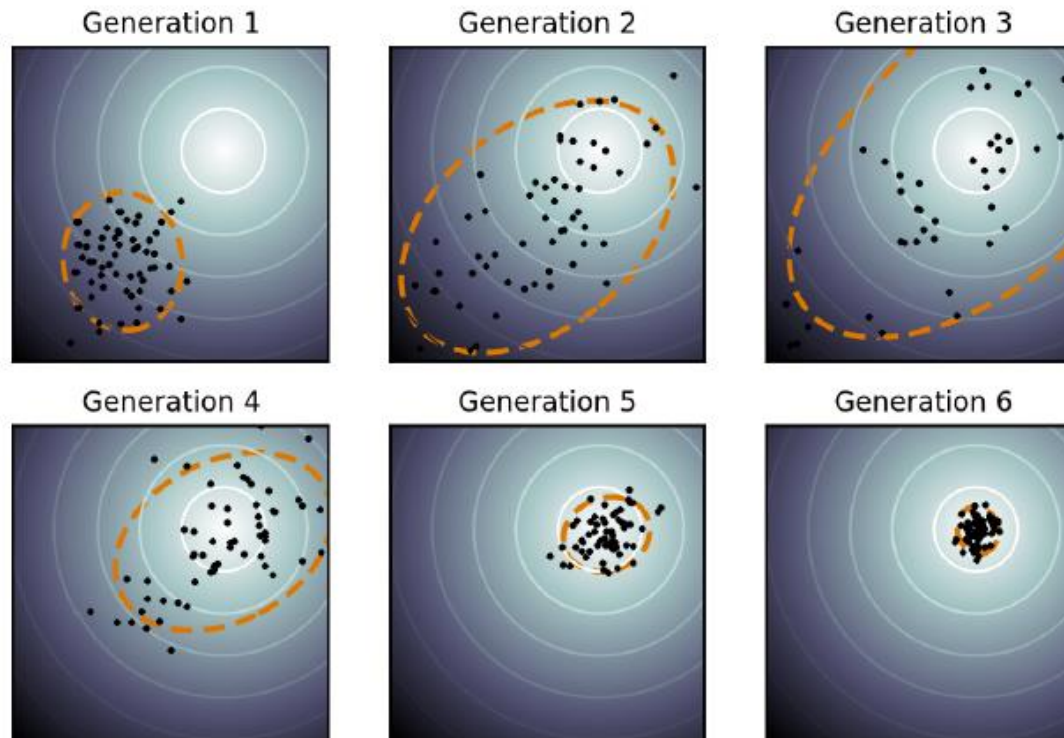 Generation 1
Generation 2
Generation 3
Generation 4
Generation 5
Generation 6